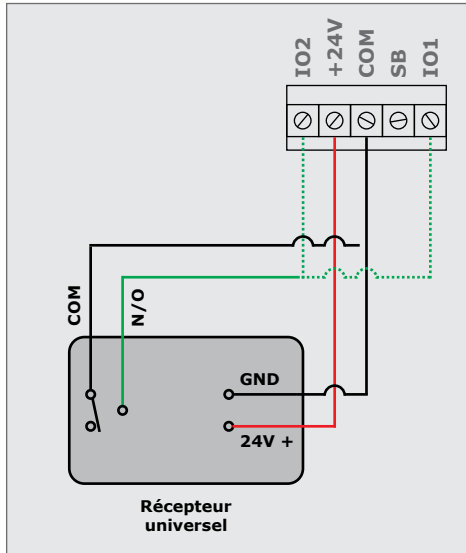 IO2
+24V
COM
SB
IO1
COM
N/O
GND
24V +
Récepteur
universel